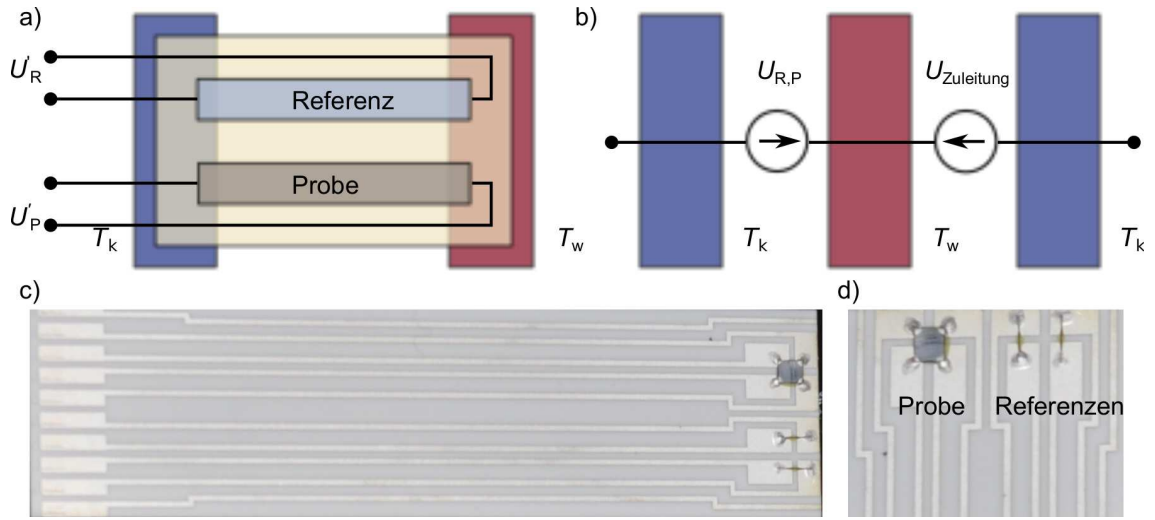 a)
U'R
Referenz
Probe
U'P
Tk
Tw
b)
UR,P
UZuleitung
Tk
Tw
Tk
c)
d)
Probe
Referenzen